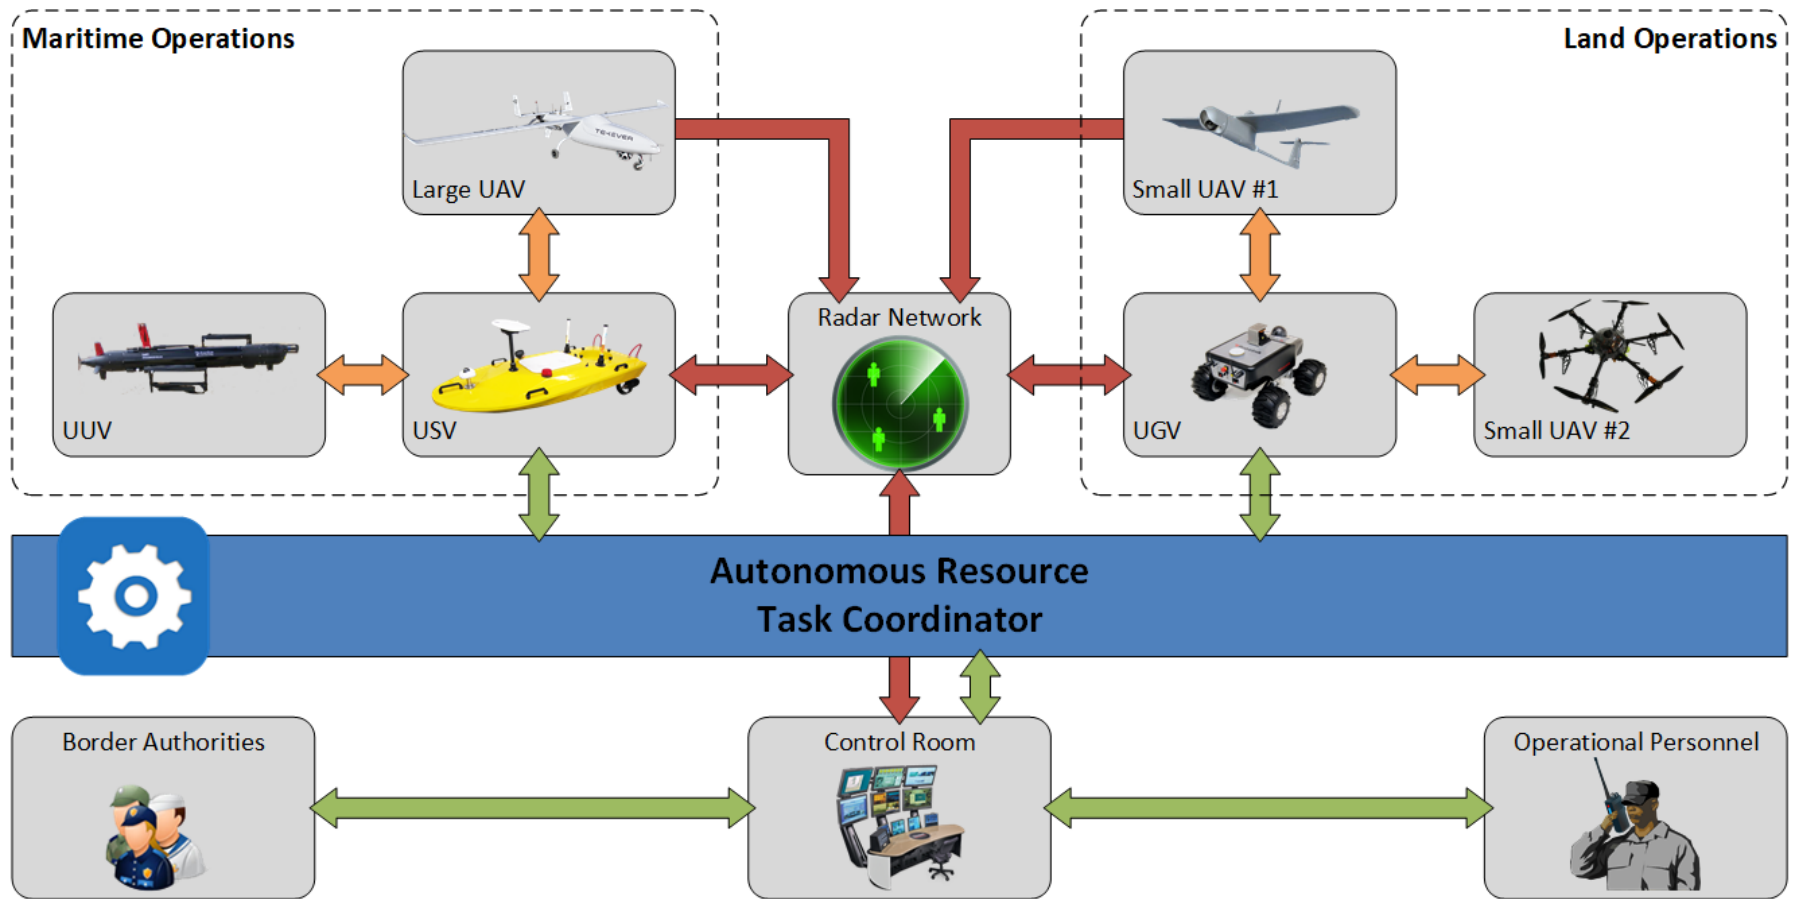 Maritime Operations
Land Operations
TEKEVER
Large UAV
Small UAV #1
Radar Network
UUV
USV
UGV
Small UAV #2
Autonomous Resource
Task Coordinator
Border Authorities
Control Room
Operational Personnel